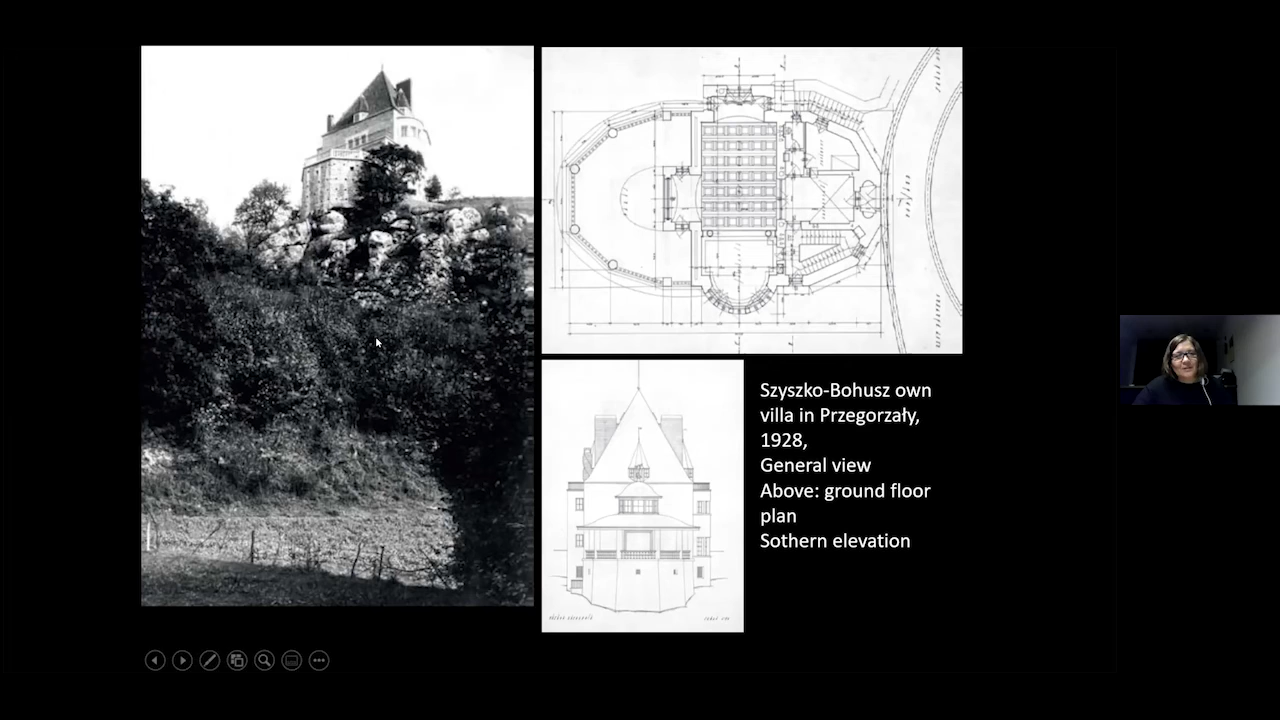 Szyszko-Bohusz own
villa in Przegorzały,
1928,
General view
Above: ground floor
plan
Sothern elevation